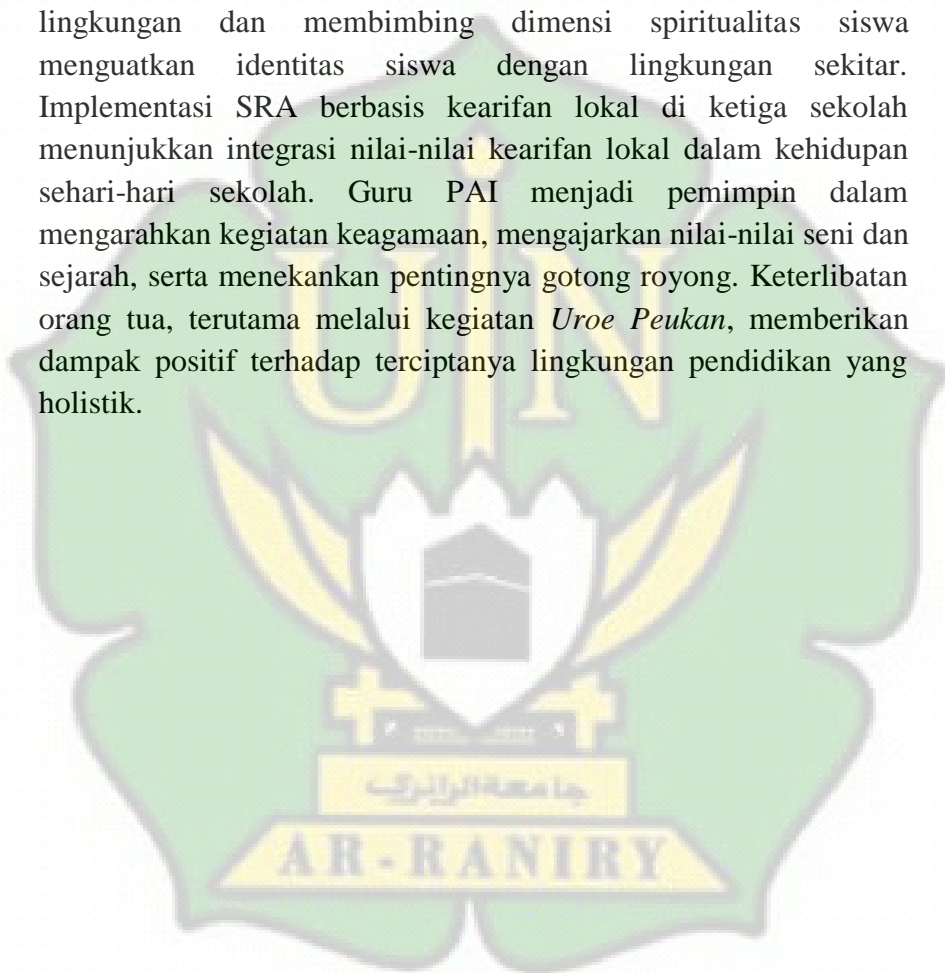 lingkungan dan membimbing dimensi spiritualitas siswa
menguatkan identitas siswa dengan lingkungan sekitar.
Implementasi SRA berbasis kearifan lokal di ketiga sekolah
menunjukkan integrasi nilai-nilai kearifan lokal dalam kehidupan
sehari-hari sekolah. Guru PAI menjadi pemimpin dalam
mengarahkan kegiatan keagamaan, mengajarkan nilai-nilai seni dan
sejarah, serta menekankan pentingnya gotong royong. Keterlibatan
orang tua, terutama melalui kegiatan Uroe Peukan, memberikan
dampak positif terhadap terciptanya lingkungan pendidikan yang
holistik.
UIN
جامعة الرانري
AR-RANIRY